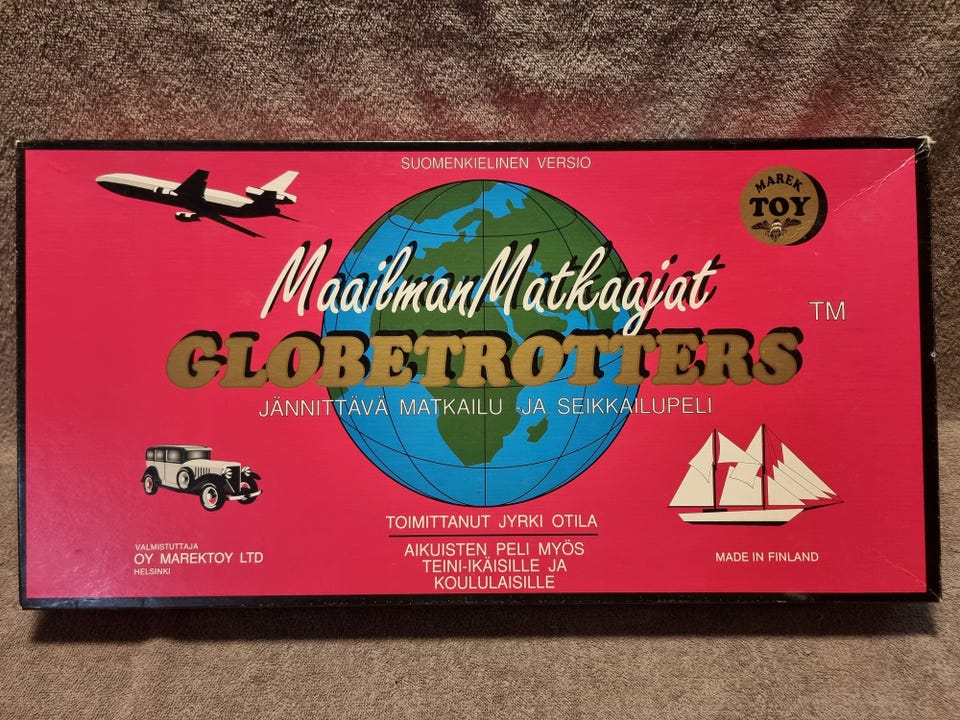 SUOMENKIELINEN VERSIO
MAREK
TOY
MaailmanMatkaajat
TM
GLOBETROTTERS
JÄNNITTÄVÄ MATKAILU -JA SEIKKAILUPELI
TOIMITTANUT JYRKI OTILA
VALMISTUTTAJA
OY MAREKTOY LTD
HELSINKI
AIKUISTEN PELI MYÖS
TEINI-IKÄISILLE JA
KOULULAISILLE
MADE IN FINLAND